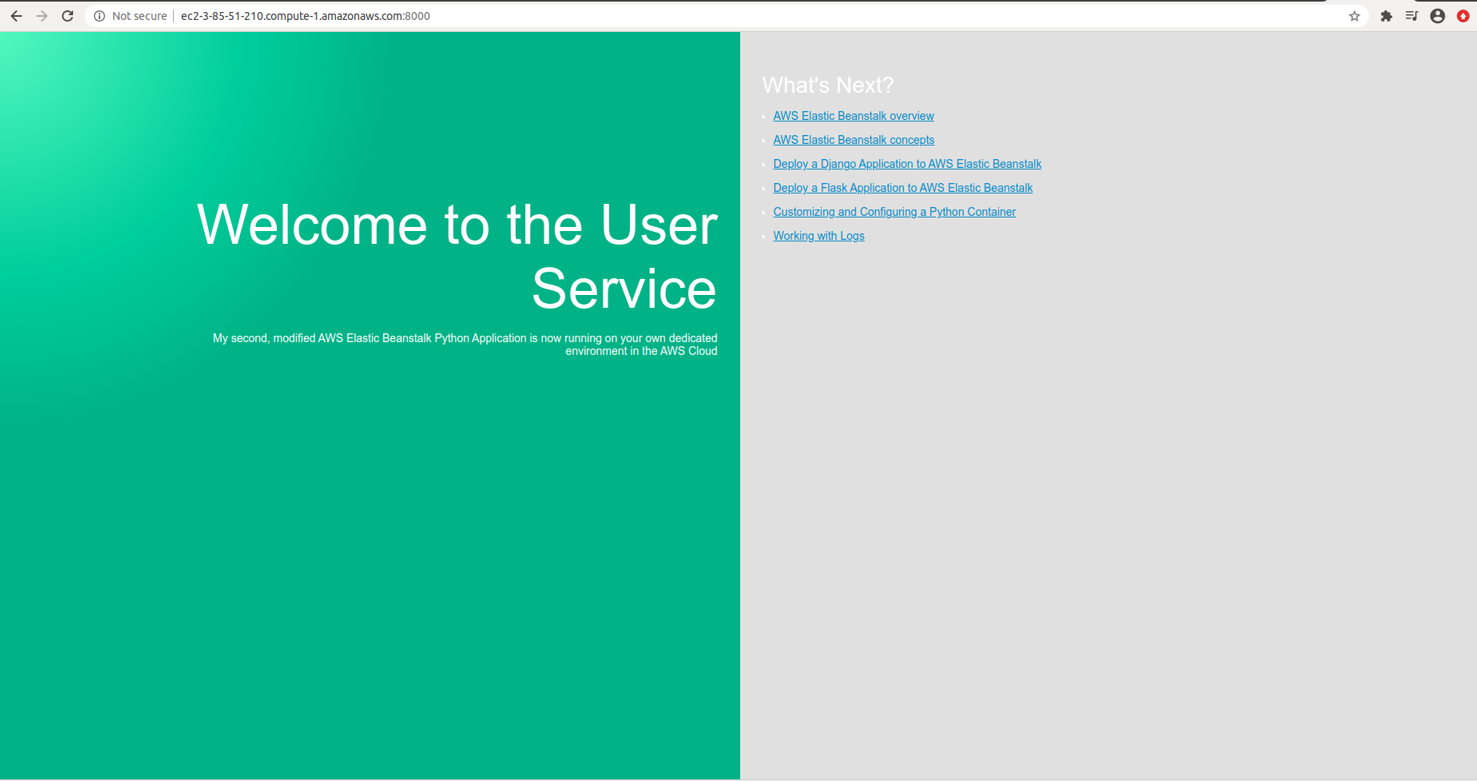 Not secure ec2-3-85-51-210.compute-1.amazonaws.com:8000
Welcome to the User
Service
My second, modified AWS Elastic Beanstalk Python Application is now running on your own dedicated
environment in the AWS Cloud
What's Next?
AWS Elastic Beanstalk overview
AWS Elastic Beanstalk concepts
Deploy a Django Application to AWS Elastic Beanstalk
Deploy a Flask Application to AWS Elastic Beanstalk
Customizing and Configuring a Python Container
Working with Logs